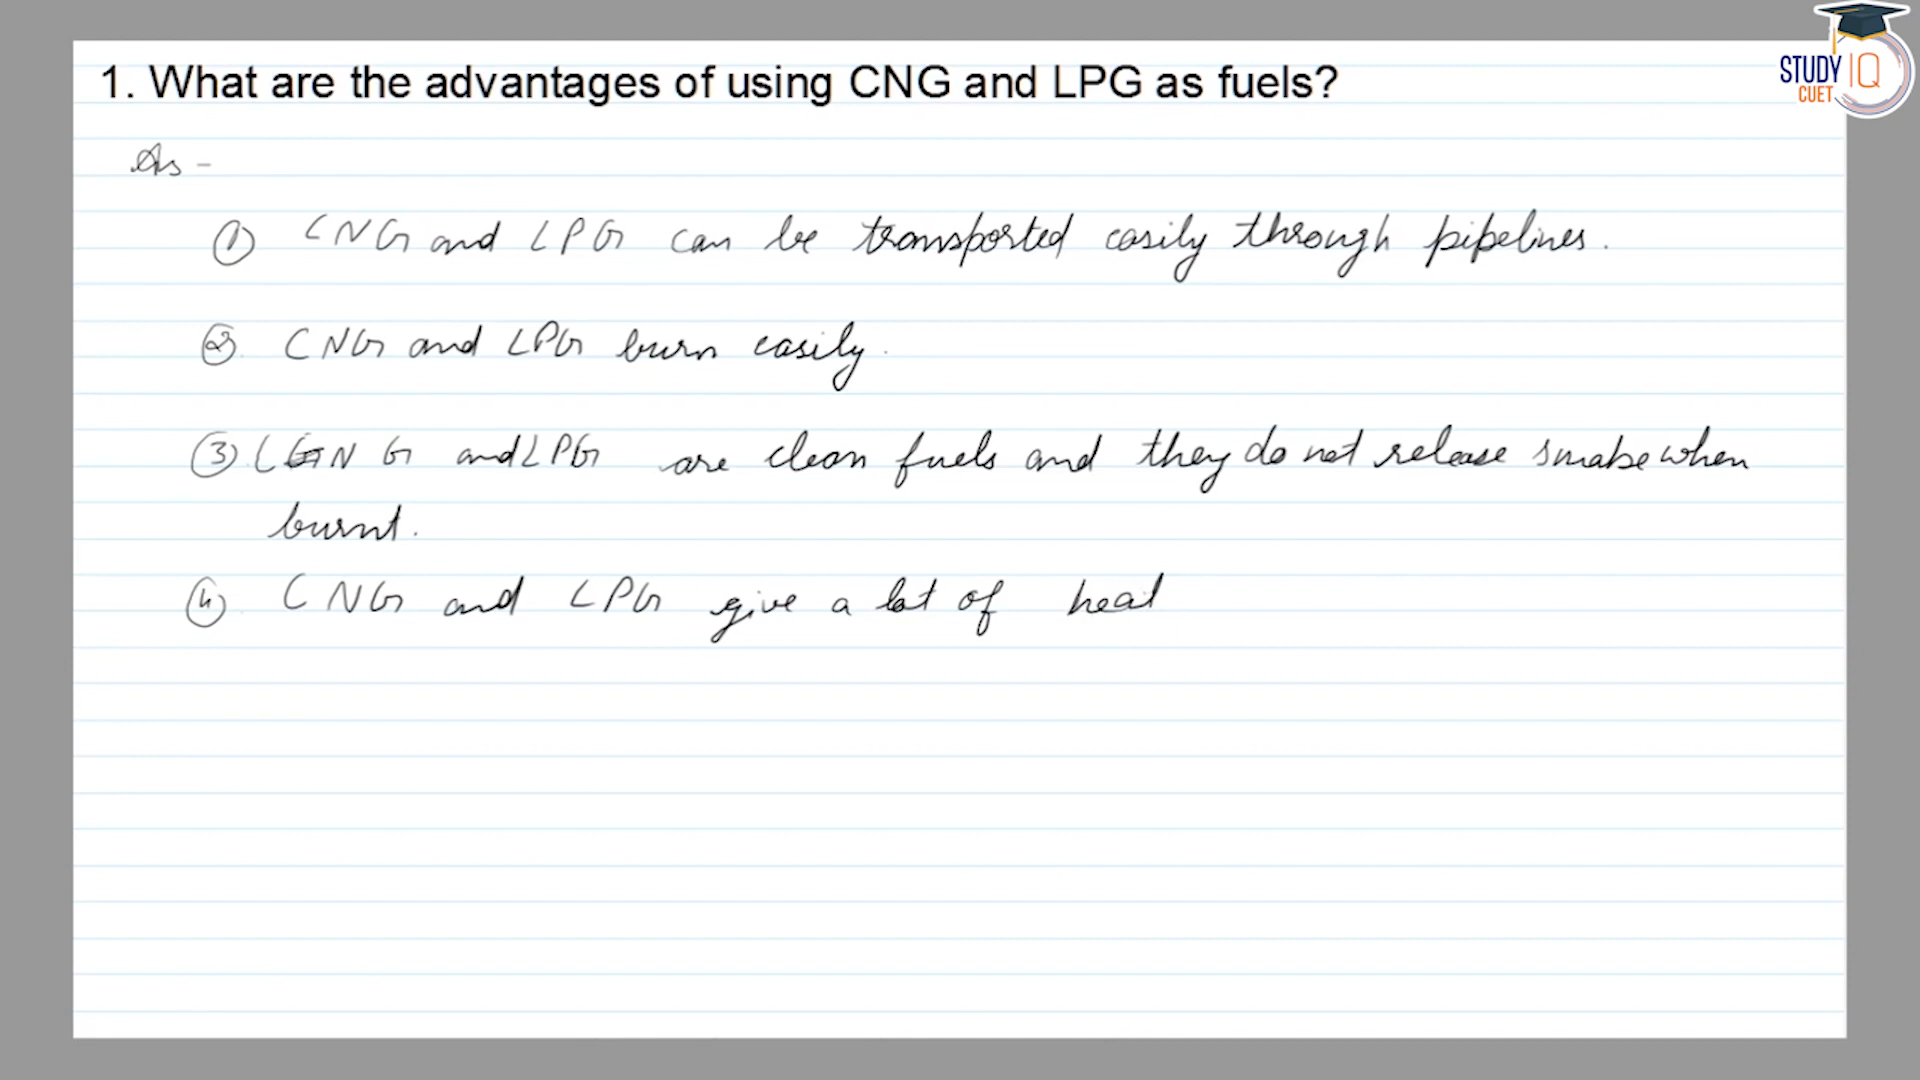 1. What are the advantages of using CNG and LPG as fuels?
STUDY IQ
CUET
As -
① CNG and LPG can be transported easily through pipelines.
② CNG and LPG burn easily.
③ CNG and LPG are clean fuels and they do not release smoke when
burnt.
④ CNG and LPG give a lot of heat